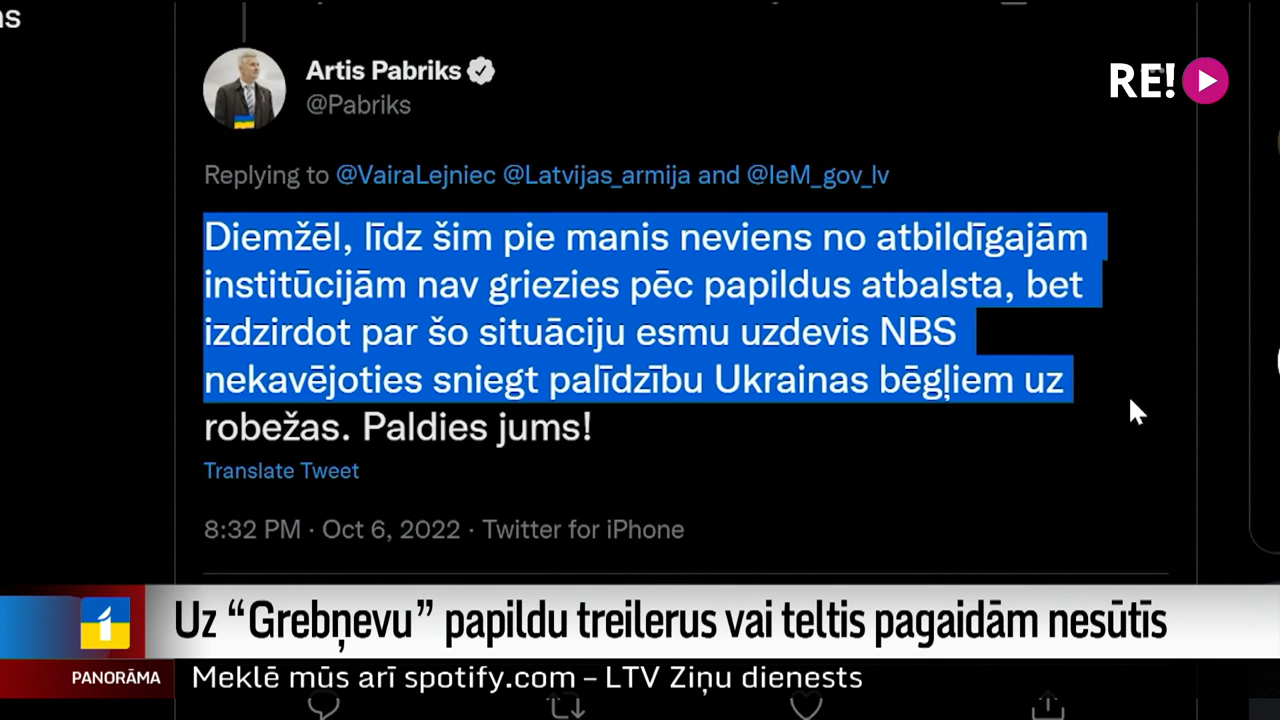 Artis Pabriks
@Pabriks
RE!
Replying to @VairaLejniec @Latvijas_armija and @IeM_gov_lv
Diemžēl, līdz šim pie manis neviens no atbildīgajām
institūcijām nav griezies pēc papildus atbalsta, bet
izdzirdot par šo situāciju esmu uzdevis NBS
nekavējoties sniegt palīdzību Ukrainas bēgļiem uz
robežas. Paldies jums!
Translate Tweet
8:32 PM · Oct 6, 2022 · Twitter for iPhone
1
Uz “Grebņevu” papildu treilerus vai teltis pagaidām nesūtīs
PANORĀMA
Meklē mūs arī spotify.com – LTV Ziņu dienests